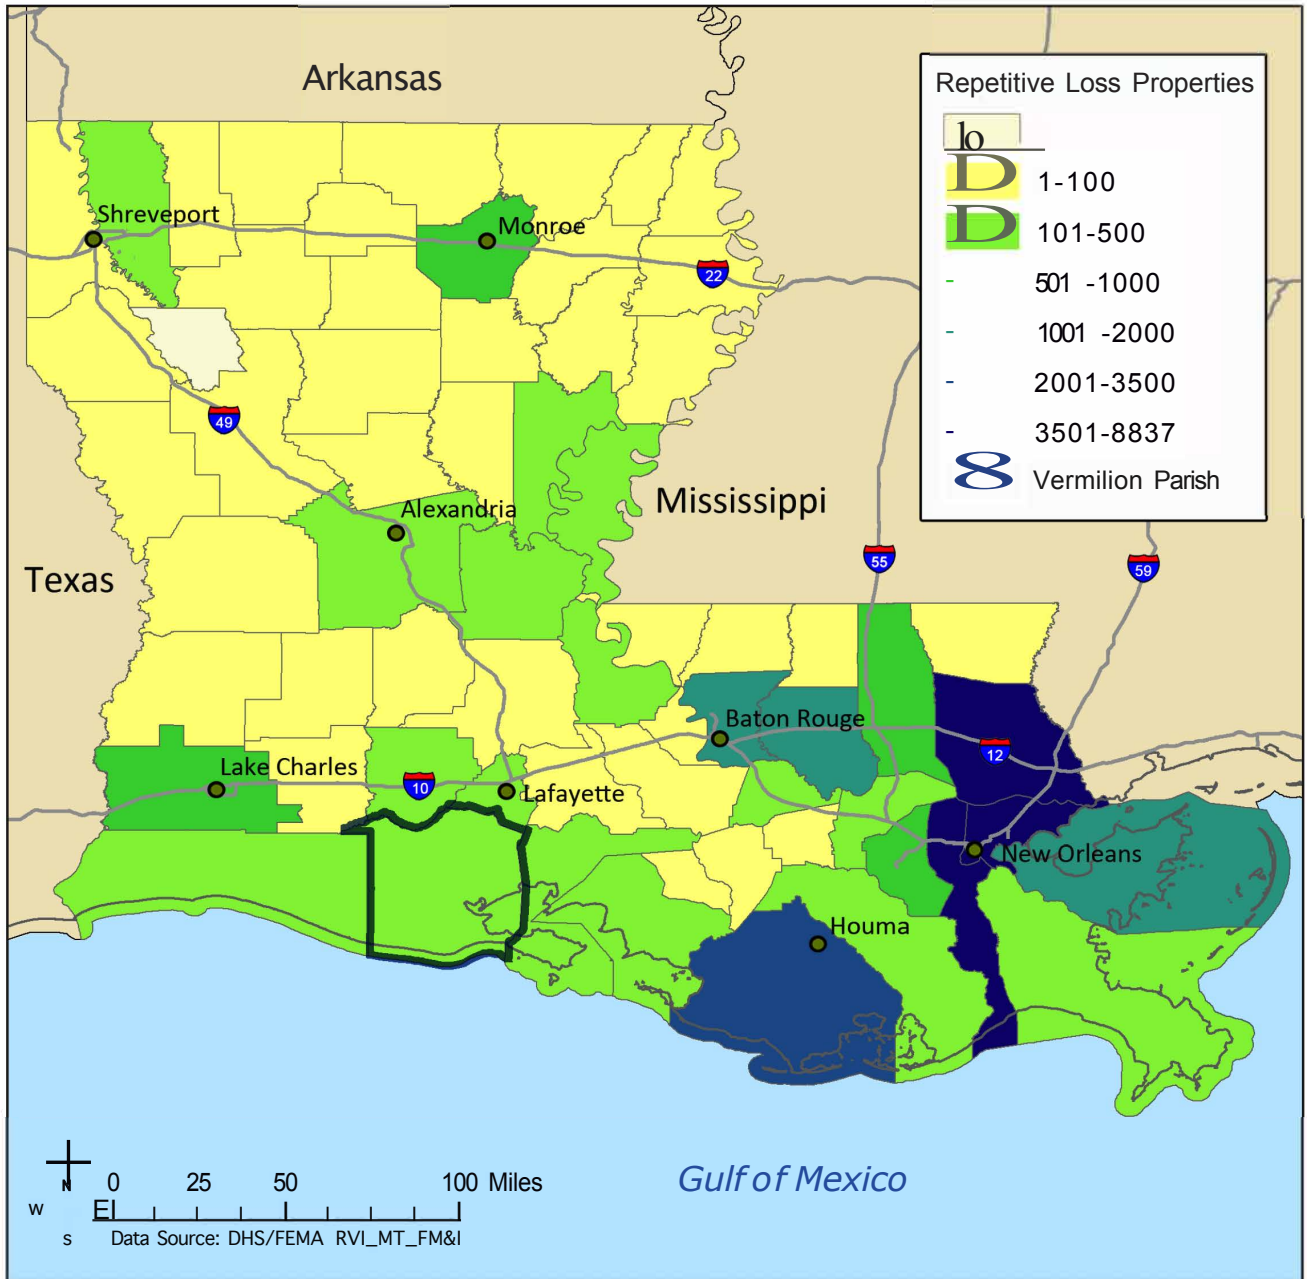 Arkansas
Repetitive Loss Properties
lo
D 1-100
D 101-500
- 501 -1000
- 1001 -2000
- 2001-3500
- 3501-8837
8 Vermilion Parish
Shreveport
Monroe
22
49
Alexandria
Mississippi
Texas
55
59
Baton Rouge
12
Lake Charles
10
Lafayette
New Orleans
Houma
Gulf of Mexico
N
0 25 50 100 Miles
w E
s Data Source: DHS/FEMA RVI_MT_FM&I